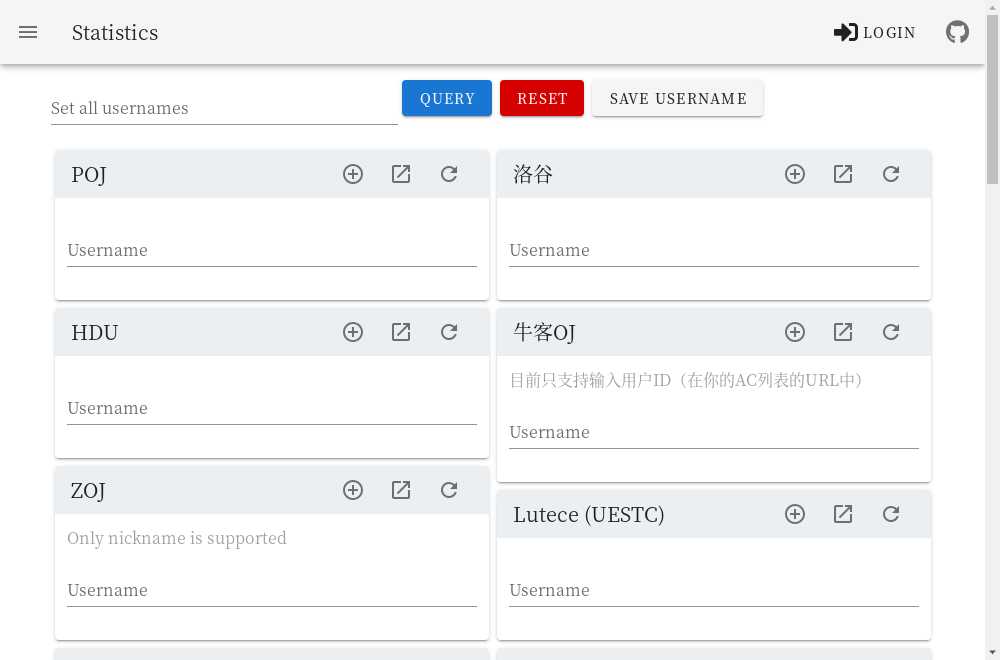 Statistics
LOGIN
Set all usernames
QUERY
RESET
SAVE USERNAME
POJ
Username
洛谷
Username
HDU
Username
牛客OJ
目前只支持输入用户ID（在你的AC列表的URL中）
Username
ZOJ
Only nickname is supported
Username
Lutece (UESTC)
Username